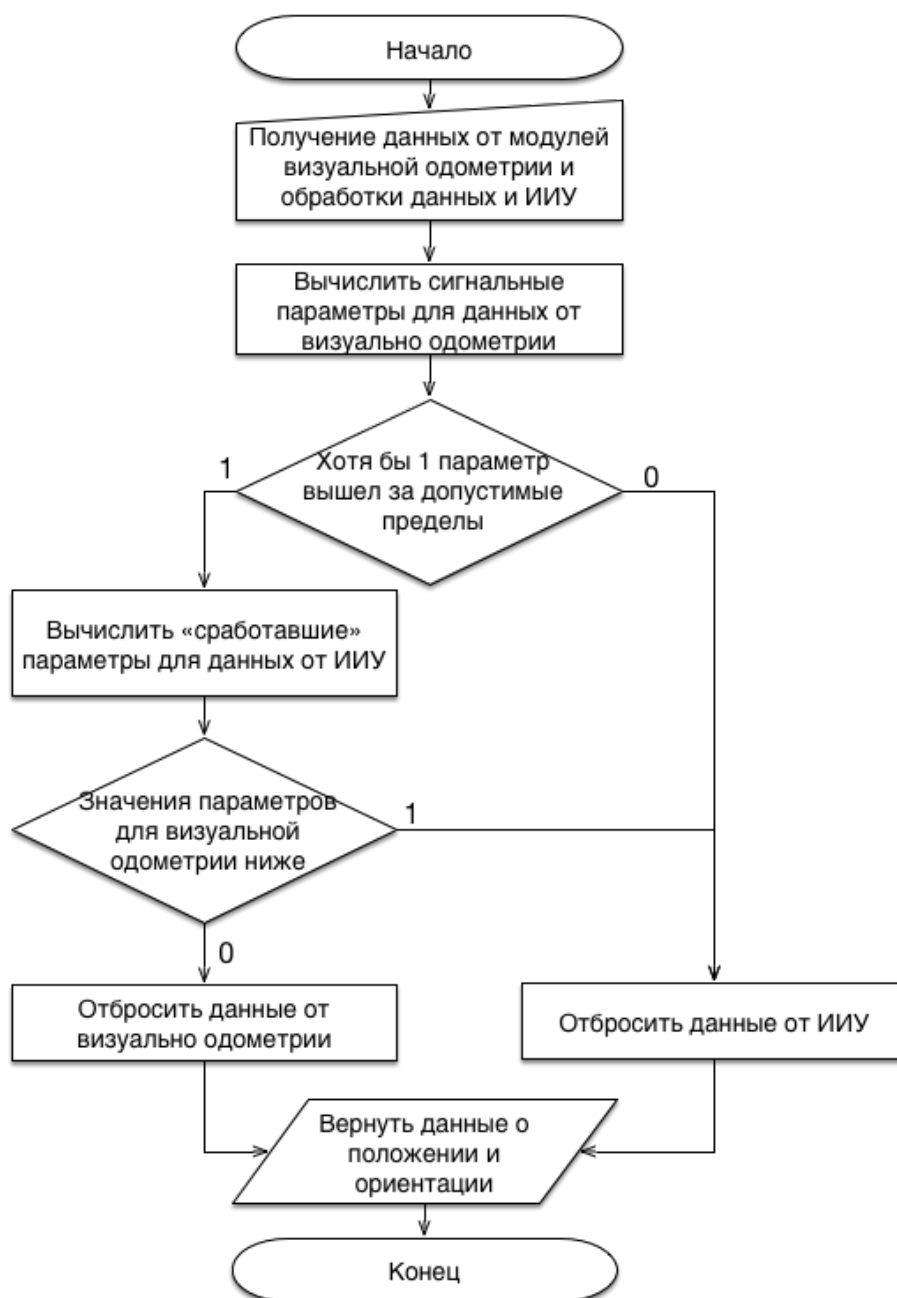 Начало
Получение данных от модулей
визуальной одометрии и
обработки данных и ИИУ
Вычислить сигнальные
параметры для данных от
визуально одометрии
Хотя бы 1 параметр
вышел за допустимые
пределы
1
0
Вычислить «сработавшие»
параметры для данных от ИИУ
Значения параметров
для визуальной
одометрии ниже
1
0
Отбросить данные от
визуально одометрии
Отбросить данные от ИИУ
Вернуть данные о
положении и
ориентации
Конец